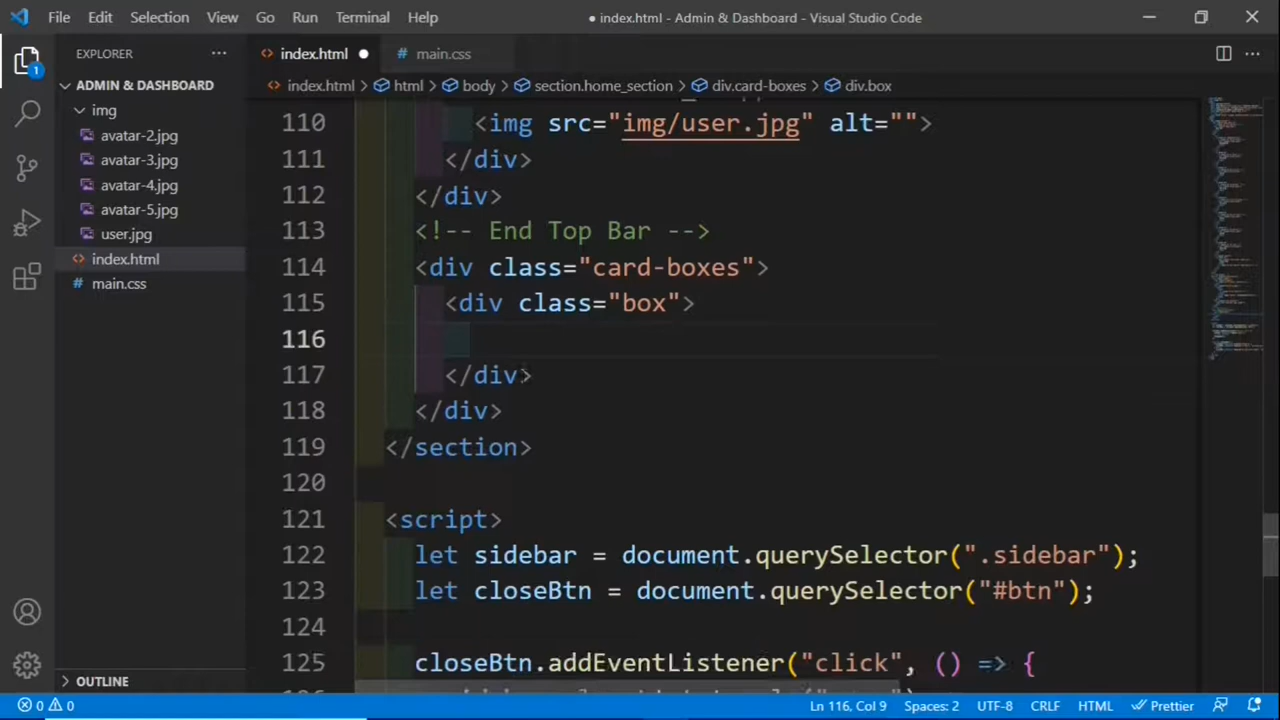 File Edit Selection View Go Run Terminal Help ● index.html - Admin & Dashboard - Visual Studio Code
EXPLORER ··· <> index.html ● # main.css ···
ADMIN & DASHBOARD
<> index.html > html > body > section.home_section > div.card-boxes > div.box
img
avatar-2.jpg
avatar-3.jpg
avatar-4.jpg
avatar-5.jpg
user.jpg
<> index.html
# main.css
1
110 <img src="img/user.jpg" alt="">
111 </div>
112 </div>
113 <!-- End Top Bar -->
114 <div class="card-boxes">
115 <div class="box">
116
117 </div>
118 </div>
119 </section>
120
121 <script>
122 let sidebar = document.querySelector(".sidebar");
123 let closeBtn = document.querySelector("#btn");
124
125 closeBtn.addEventListener("click", () => {
OUTLINE
0 0 Ln 116, Col 9 Spaces: 2 UTF-8 CRLF HTML Prettier